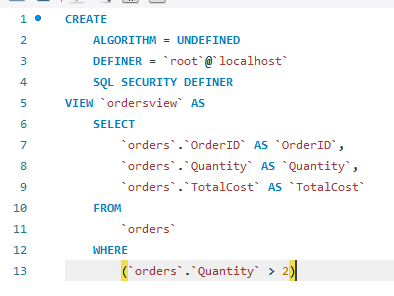 1 CREATE
2 ALGORITHM = UNDEFINED
3 DEFINER = `root`@`localhost`
4 SQL SECURITY DEFINER
5 VIEW `ordersview` AS
6 SELECT
7 `orders`.`OrderID` AS `OrderID`,
8 `orders`.`Quantity` AS `Quantity`,
9 `orders`.`TotalCost` AS `TotalCost`
10 FROM
11 `orders`
12 WHERE
13 (`orders`.`Quantity` > 2)